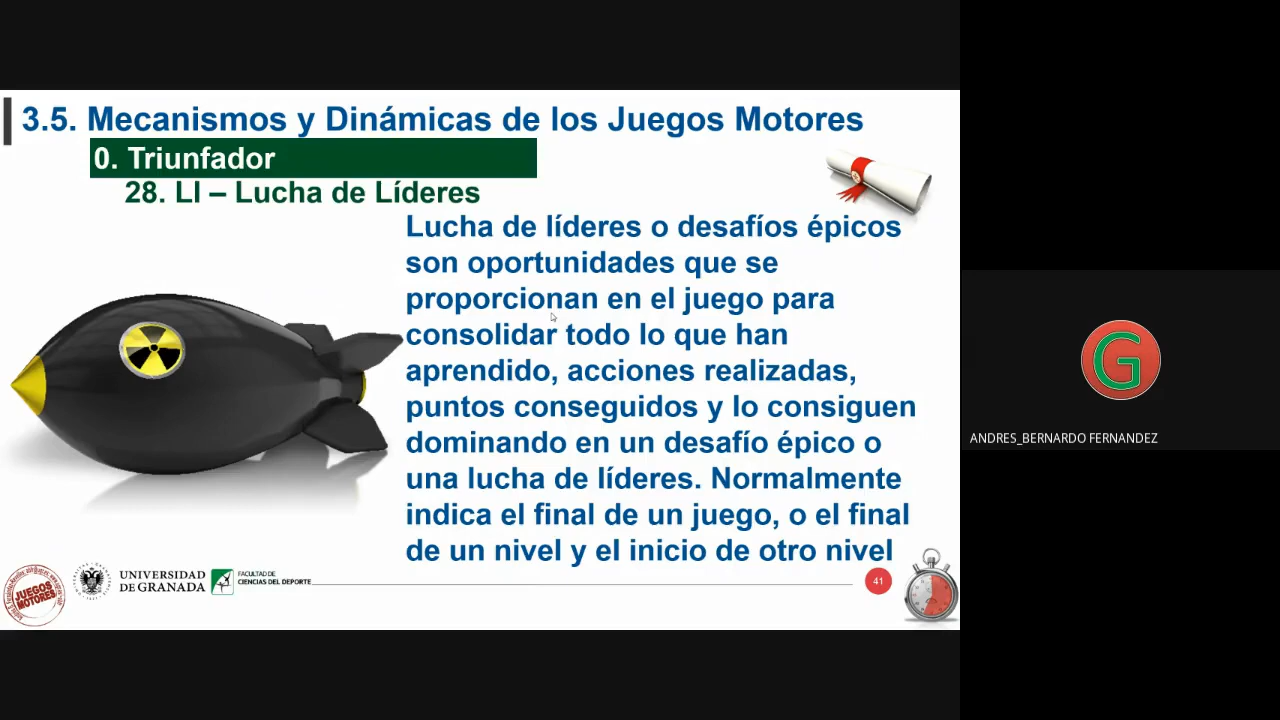 3.5. Mecanismos y Dinámicas de los Juegos Motores
0. Triunfador
28. LI – Lucha de Líderes
Lucha de líderes o desafíos épicos
son oportunidades que se
proporcionan en el juego para
consolidar todo lo que han
aprendido, acciones realizadas,
puntos conseguidos y lo consiguen
dominando en un desafío épico o
una lucha de líderes. Normalmente
indica el final de un juego, o el final
de un nivel y el inicio de otro nivel
JUEGOS
MOTORES
UNIVERSIDAD
DE GRANADA
FACULTAD DE
CIENCIAS DEL DEPORTE
41
G
ANDRES_BERNARDO FERNANDEZ